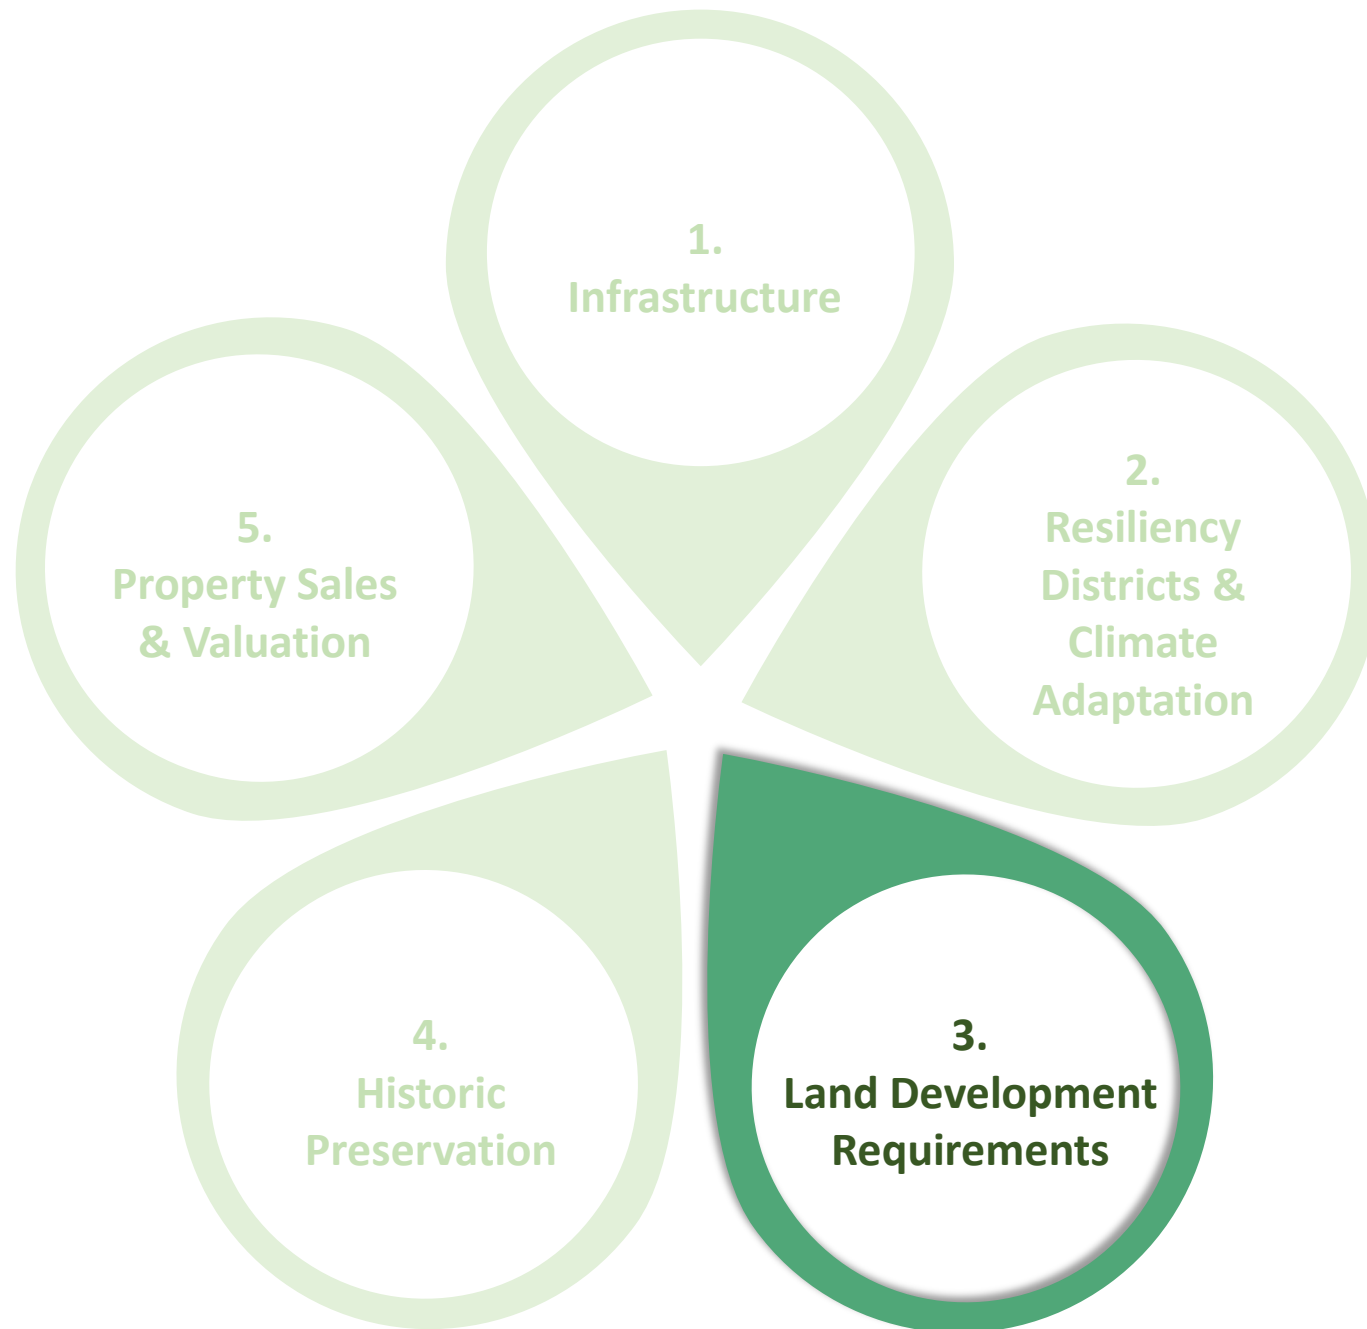 1.
Infrastructure
2.
Resiliency
Districts &
Climate
Adaptation
3.
Land Development
Requirements
4.
Historic
Preservation
5.
Property Sales
& Valuation